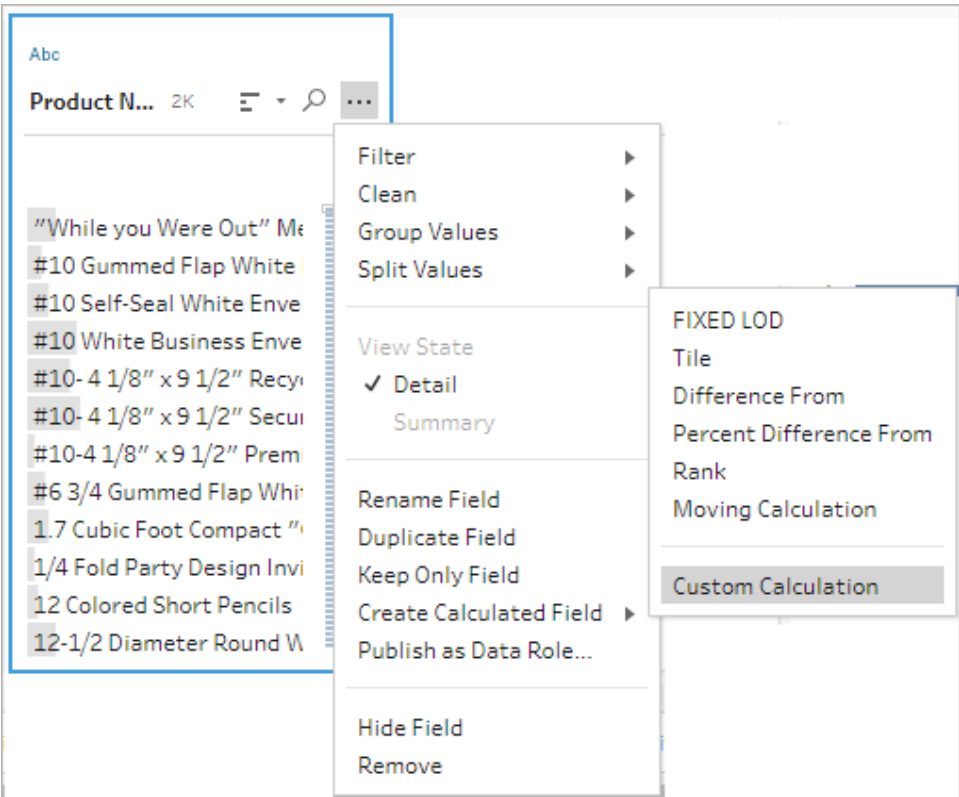 Abc
Product N... 2K
"While you Were Out" Me
#10 Gummed Flap White
#10 Self-Seal White Enve
#10 White Business Enve
#10- 4 1/8" x 9 1/2" Recy
#10- 4 1/8" x 9 1/2" Secur
#10-4 1/8" x 9 1/2" Premi
#6 3/4 Gummed Flap Whit
1.7 Cubic Foot Compact "
1/4 Fold Party Design Invi
12 Colored Short Pencils
12-1/2 Diameter Round W
Filter
Clean
Group Values
Split Values
View State
✓ Detail
Summary
Rename Field
Duplicate Field
Keep Only Field
Create Calculated Field
Publish as Data Role...
Hide Field
Remove
FIXED LOD
Tile
Difference From
Percent Difference From
Rank
Moving Calculation
Custom Calculation